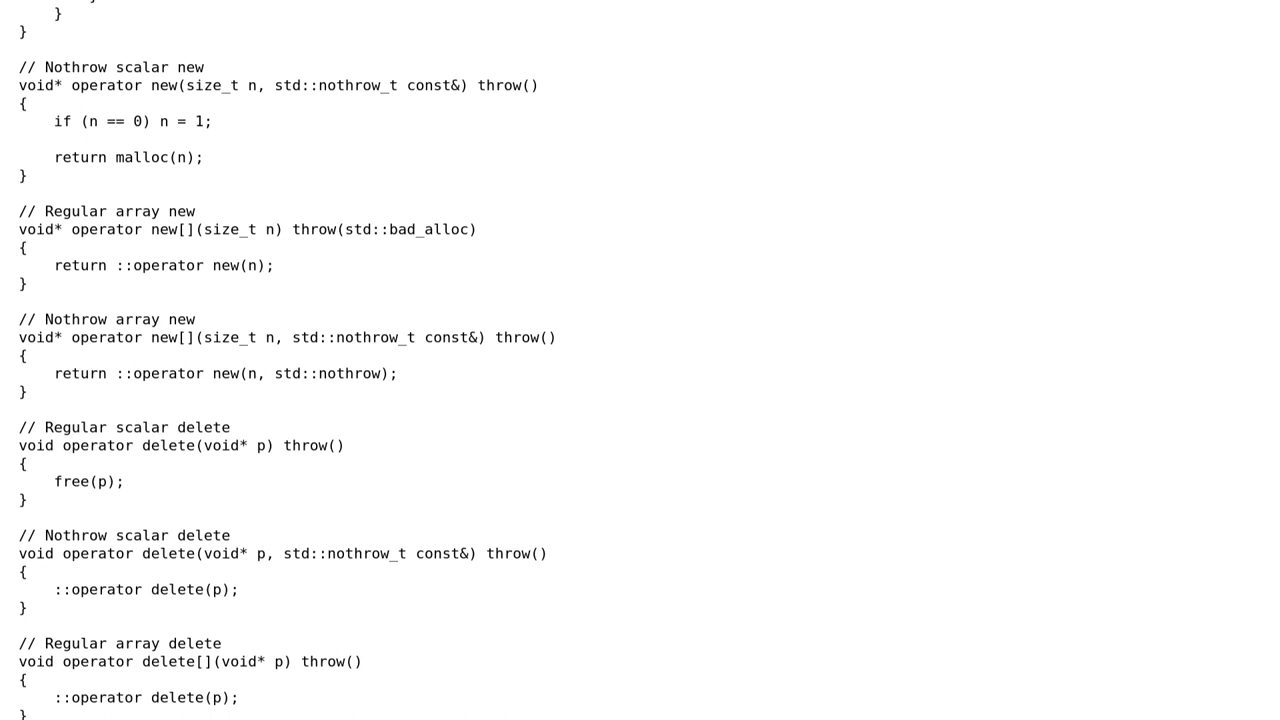 }
}

// Nothrow scalar new
void* operator new(size_t n, std::nothrow_t const&) throw()
{
    if (n == 0) n = 1;

    return malloc(n);
}

// Regular array new
void* operator new[](size_t n) throw(std::bad_alloc)
{
    return ::operator new(n);
}

// Nothrow array new
void* operator new[](size_t n, std::nothrow_t const&) throw()
{
    return ::operator new(n, std::nothrow);
}

// Regular scalar delete
void operator delete(void* p) throw()
{
    free(p);
}

// Nothrow scalar delete
void operator delete(void* p, std::nothrow_t const&) throw()
{
    ::operator delete(p);
}

// Regular array delete
void operator delete[](void* p) throw()
{
    ::operator delete(p);
}